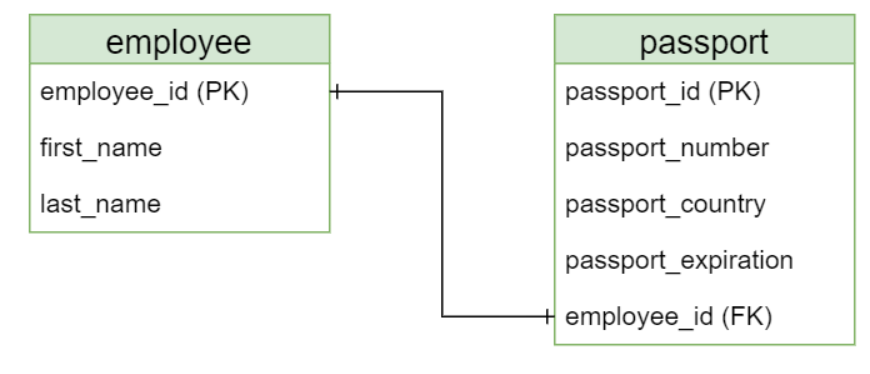 employee
employee_id (PK)
first_name
last_name
passport
passport_id (PK)
passport_number
passport_country
passport_expiration
employee_id (FK)